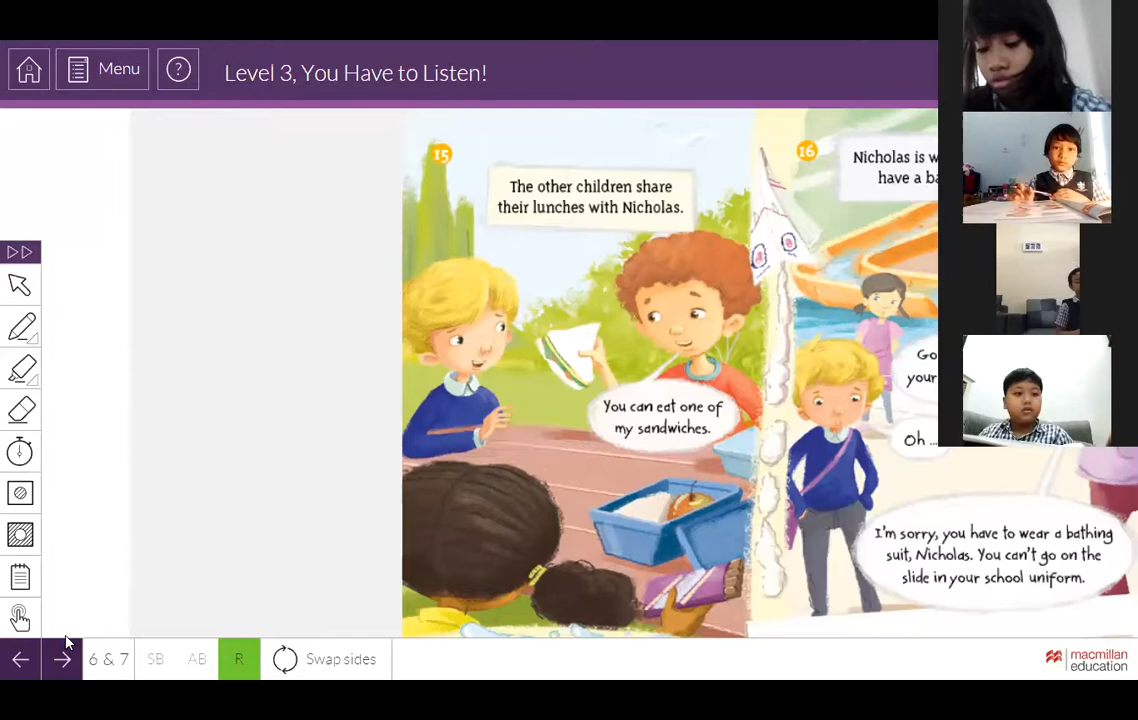 Menu
?
Level 3, You Have to Listen!
15
The other children share
their lunches with Nicholas.
You can eat one of
my sandwiches.
16
Nicholas is w
have a ba
Go
your
Oh ...
I'm sorry, you have to wear a bathing
suit, Nicholas. You can't go on the
slide in your school uniform.
6 & 7
SB
AB
R
Swap sides
macmillan
education